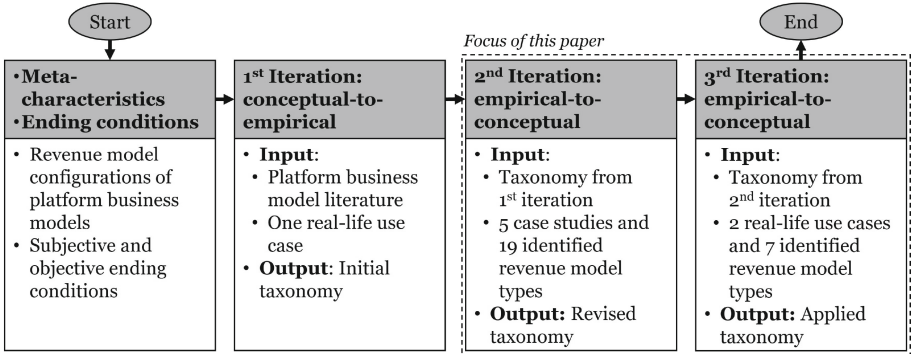 Start
End
Focus of this paper
•Meta-
characteristics
•Ending conditions
• Revenue model
configurations of
platform business
models
• Subjective and
objective ending
conditions
1st Iteration:
conceptual-to-
empirical
• Input:
• Platform business
model literature
• One real-life use
case
• Output: Initial
taxonomy
2nd Iteration:
empirical-to-
conceptual
• Input:
• Taxonomy from
1st iteration
• 5 case studies and
19 identified
revenue model
types
• Output: Revised
taxonomy
3rd Iteration:
empirical-to-
conceptual
• Input:
• Taxonomy from
2nd iteration
• 2 real-life use cases
and 7 identified
revenue model
types
• Output: Applied
taxonomy